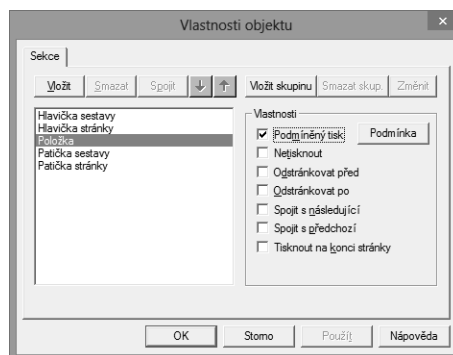 Vlastnosti objektu
Sekce
Vložit Smazat Spojit Vložit skupinu Smazat skup. Změnit
Hlavička sestavy
Hlavička stránky
Položka
Patička sestavy
Patička stránky
Vlastnosti
Podmíněný tisk Podmínka
Netisknout
Odstránkovat před
Odstránkovat po
Spojit s následující
Spojit s předchozí
Tisknout na konci stránky
OK Storno Použít Nápověda